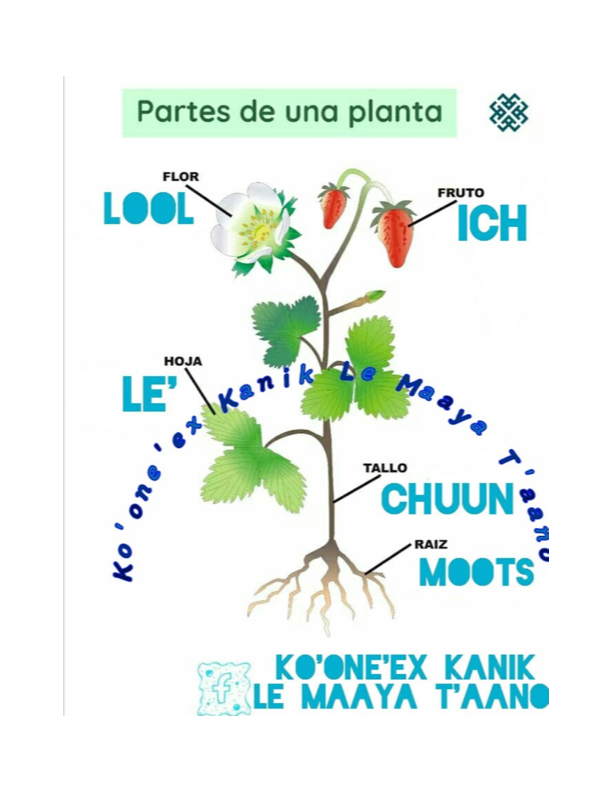 Partes de una planta
FLOR
LOOL
FRUTO
ICH
HOJA
LE'
Ko'one'ex Kanik Le Maaya T'aano
TALLO
CHUUN
RAIZ
MOOTS
KO'ONE'EX KANIK
f LE MAAYA T'AANO